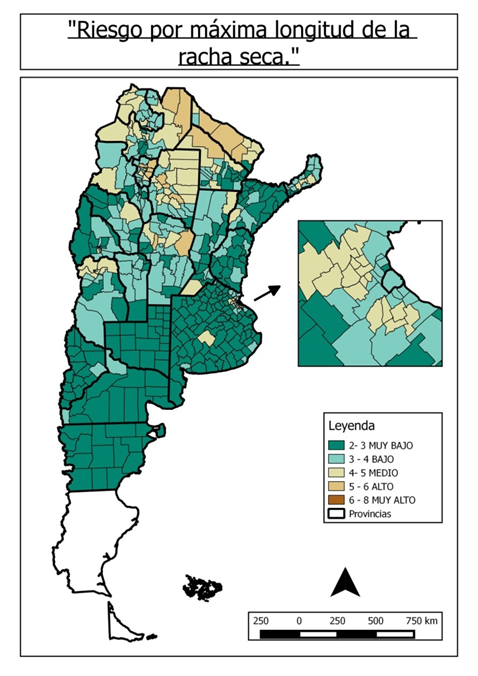 "Riesgo por máxima longitud de la
racha seca."
Leyenda
2- 3 MUY BAJO
3 - 4 BAJO
4- 5 MEDIO
5 - 6 ALTO
6 - 8 MUY ALTO
Provincias
250 0 250 500 750 km